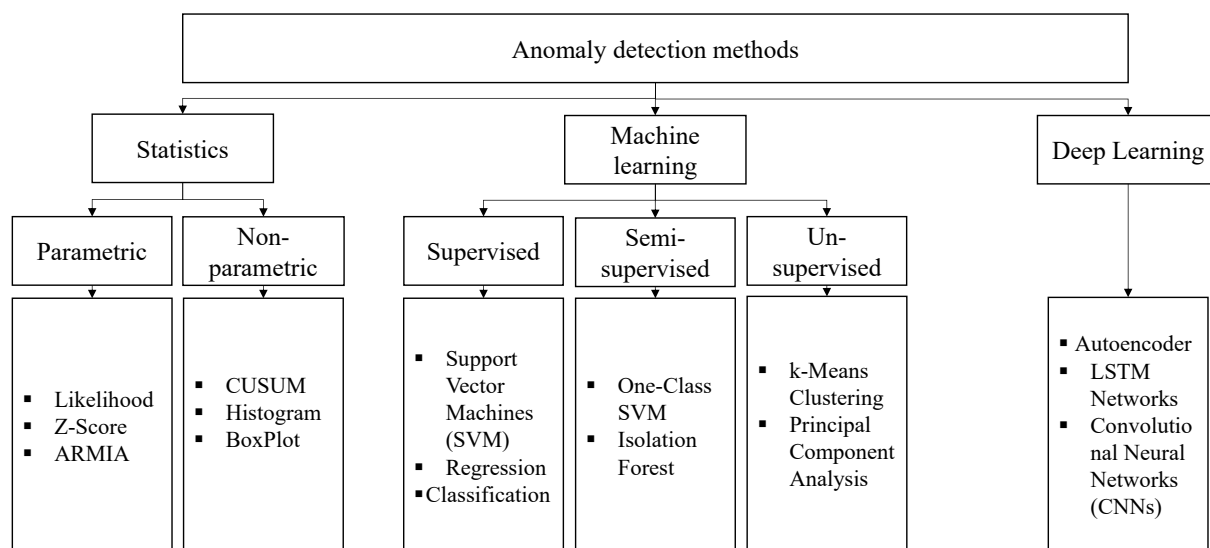 Anomaly detection methods
Statistics
Machine
learning
Deep Learning
Parametric
Non-
parametric
Supervised
Semi-
supervised
Un-
supervised
▪ Likelihood
▪ Z-Score
▪ ARMIA
▪ CUSUM
▪ Histogram
▪ BoxPlot
▪ Support
Vector
Machines
(SVM)
▪ Regression
▪ Classification
▪ One-Class
SVM
▪ Isolation
Forest
▪ k-Means
Clustering
▪ Principal
Component
Analysis
▪ Autoencoder
▪ LSTM
Networks
▪ Convolutio
nal Neural
Networks
(CNNs)